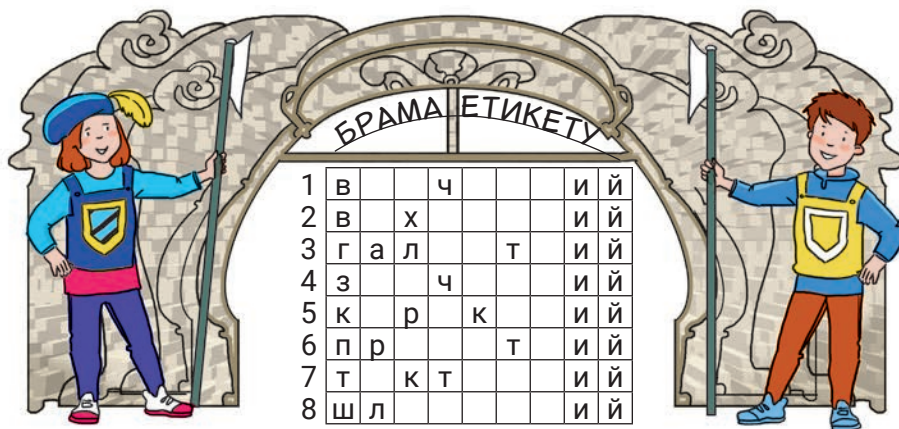 БРАМА ЕТИКЕТУ
1 в ч и й
2 в х и й
3 г а л т и й
4 з ч и й
5 к р к и й
6 п р т и й
7 т к т и й
8 ш л и й